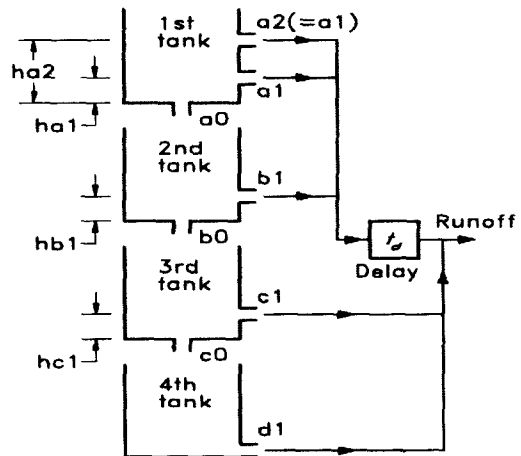 1st
tank
a2(=a1)
ha2
a1
ha1
a0
2nd
tank
b1
hb1
b0
Runoff
t_d
Delay
3rd
tank
c1
hc1
c0
4th
tank
d1